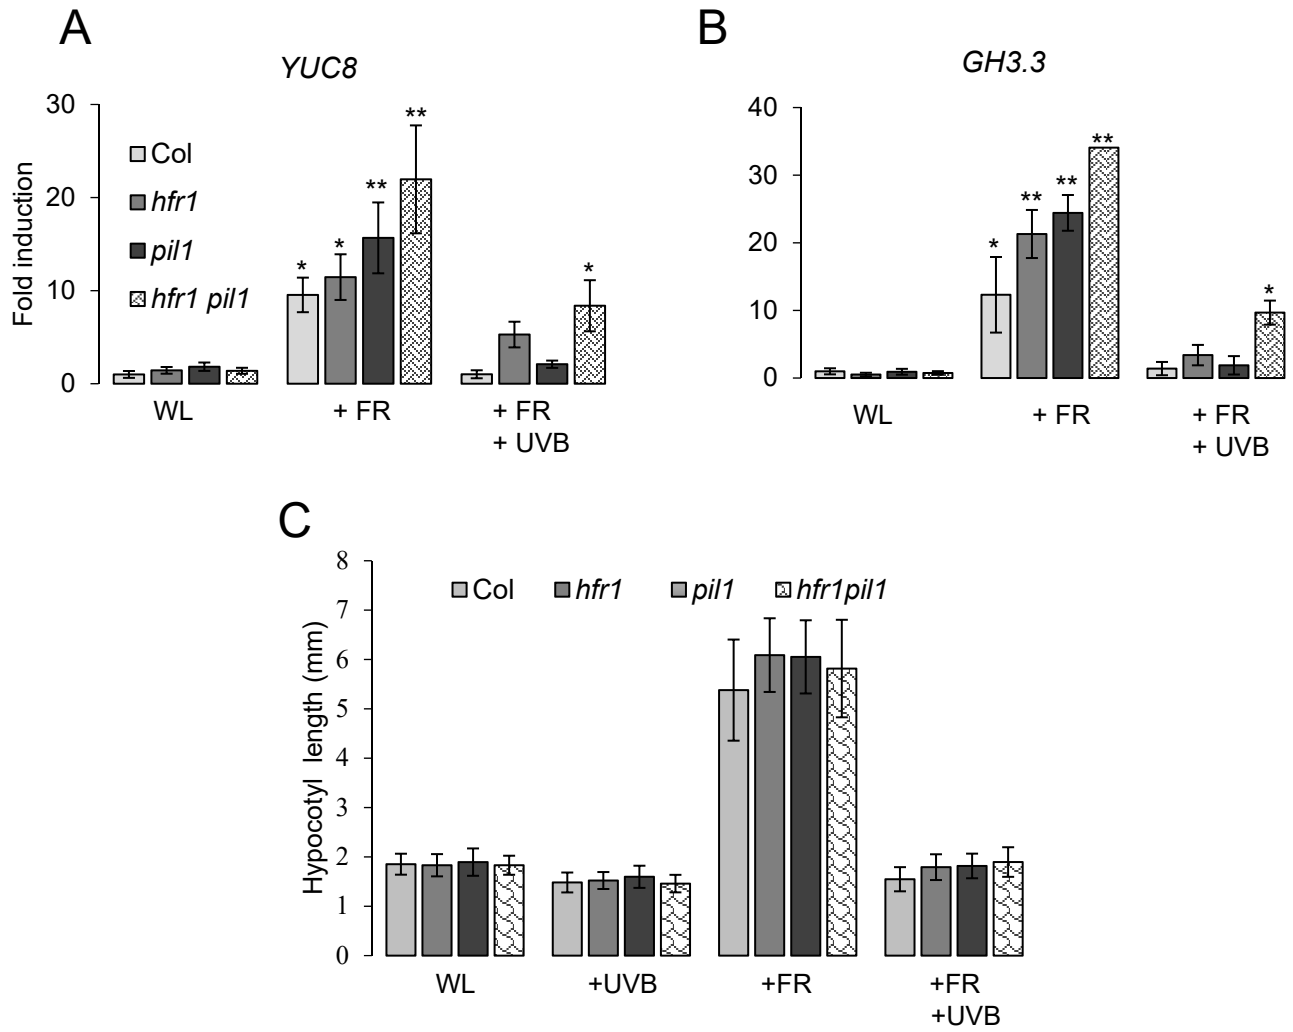 A
YUC8
Fold induction
30
20
10
0
Col
hfr1
pil1
hfr1 pil1
*
*
**
**
*
WL
+ FR
+ FR
+ UVB
B
GH3.3
40
30
20
10
0
*
**
**
**
*
WL
+ FR
+ FR
+ UVB
C
Hypocotyl length (mm)
8
7
6
5
4
3
2
1
0
Col
hfr1
pil1
hfr1pil1
WL
+UVB
+FR
+FR
+UVB